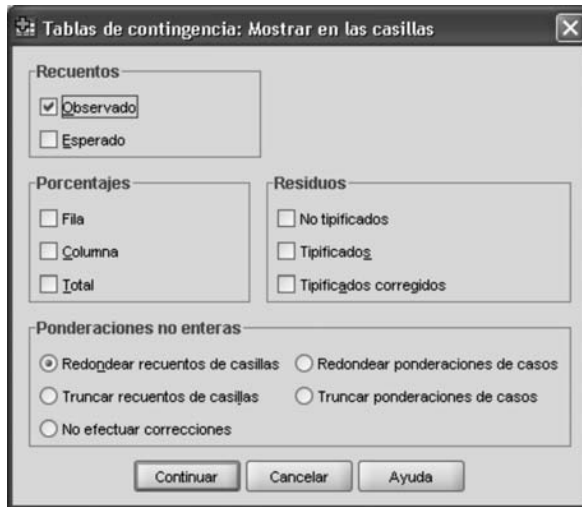 Tablas de contingencia: Mostrar en las casillas
Recuentos
Observado
Esperado
Porcentajes
Fila
Columna
Total
Residuos
No tipificados
Tipificados
Tipificados corregidos
Ponderaciones no enteras
Redondear recuentos de casillas
Redondear ponderaciones de casos
Truncar recuentos de casillas
Truncar ponderaciones de casos
No efectuar correcciones
Continuar
Cancelar
Ayuda